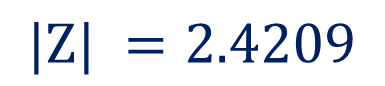 |Z| = 2.4209